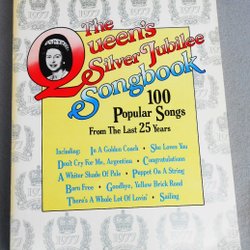 The
Queen's
Silver Jubilee
Songbook
100
Popular Songs
From The Last 25 Years
Including: In A Golden Coach • She Loves You
Don't Cry For Me, Argentina • Congratulations
A Whiter Shade Of Pale • Puppet On A String
Born Free • Goodbye, Yellow Brick Road
There's A Whole Lot Of Lovin' • Sailing